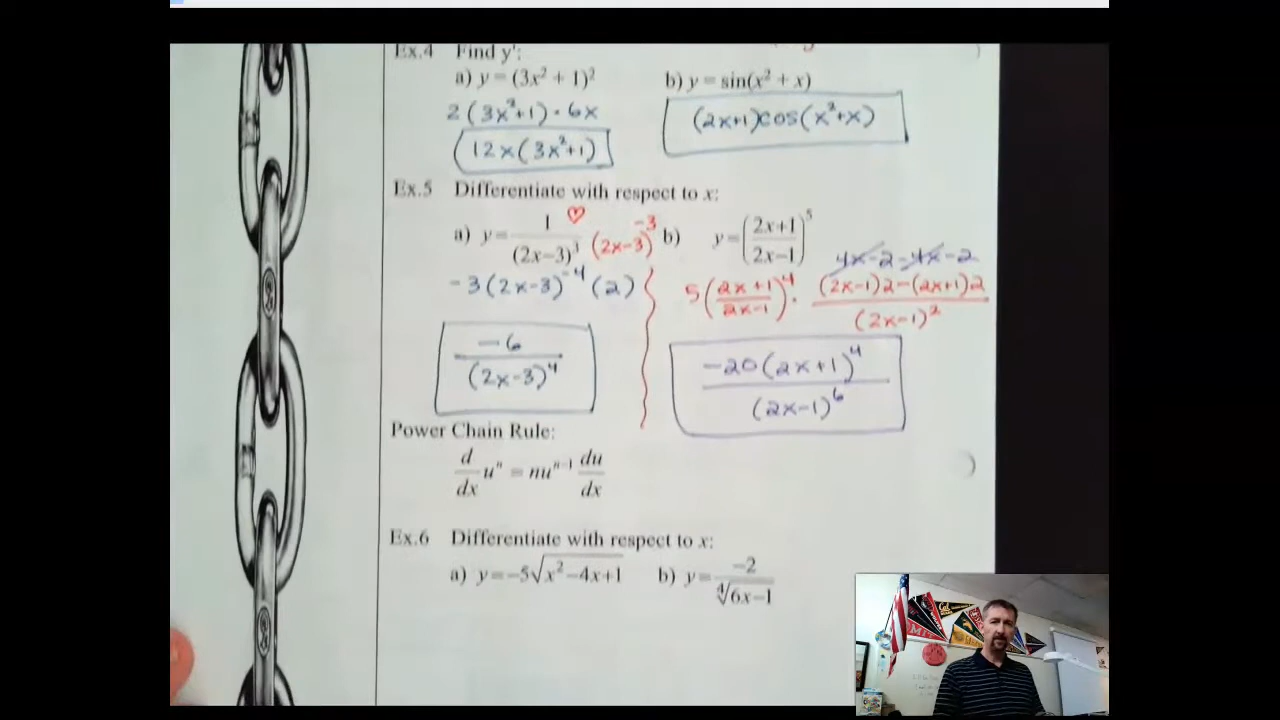 Ex.4 Find y':
a) y = (3x² + 1)² b) y = sin(x² + x)
2(3x²+1)·6x (2x+1)cos(x²+x)
12x(3x²+1)
Ex.5 Differentiate with respect to x:
a) y = 1/(2x−3)³ ♡ (2x−3)⁻³ b) y = ((2x+1)/(2x−1))⁵
4x−2−4x−2
−3(2x−3)⁻⁴(2) 5((2x+1)/(2x−1))⁴ · ((2x−1)2−(2x+1)2)/(2x−1)²
−6/(2x−3)⁴ −20(2x+1)⁴/(2x−1)⁶
Power Chain Rule:
d/dx uⁿ = nuⁿ⁻¹ du/dx
Ex.6 Differentiate with respect to x:
a) y = −5√(x²−4x+1) b) y = −2/⁴√(6x−1)